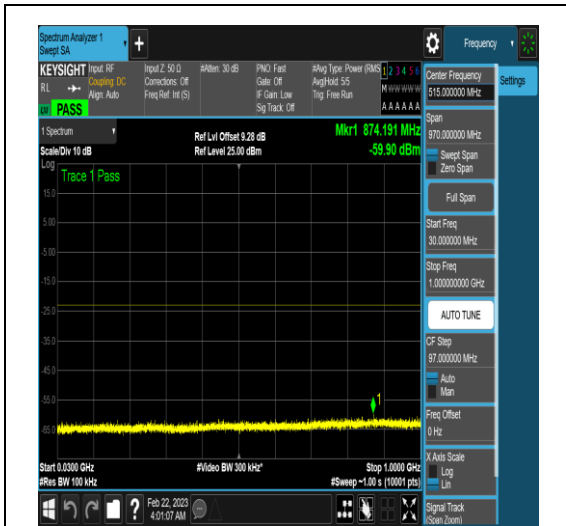 Spectrum Analyzer 1
Swept SA
+
Frequency
KEYSIGHT
RL
PASS
Input: RF
Coupling: DC
Align: Auto
Input Z: 50 Ω
Corrections: Off
Freq Ref: Int (S)
#Atten: 30 dB
PNO: Fast
Gate: Off
IF Gain: Low
Sig Track: Off
#Avg Type: Power (RMS
Avg|Hold: 5/5
Trig: Free Run
1 2 3 4 5 6
M W W W W W
A A A A A A
1 Spectrum
Scale/Div 10 dB
Ref Lvl Offset 9.28 dB
Ref Level 25.00 dBm
Mkr1 874.191 MHz
-59.90 dBm
Log
Trace 1 Pass
15.0
5.00
-5.00
-15.0
-25.0
-35.0
-45.0
-55.0
-65.0
1
Start 0.0300 GHz
#Res BW 100 kHz
#Video BW 300 kHz*
Stop 1.0000 GHz
#Sweep ~1.00 s (10001 pts)
Center Frequency
515.000000 MHz
Settings
Span
970.000000 MHz
Swept Span
Zero Span
Full Span
Start Freq
30.000000 MHz
Stop Freq
1.000000000 GHz
AUTO TUNE
CF Step
97.000000 MHz
Auto
Man
Freq Offset
0 Hz
X Axis Scale
Log
Lin
Signal Track
(Span Zoom)
?
Feb 22, 2023
4:01:07 AM